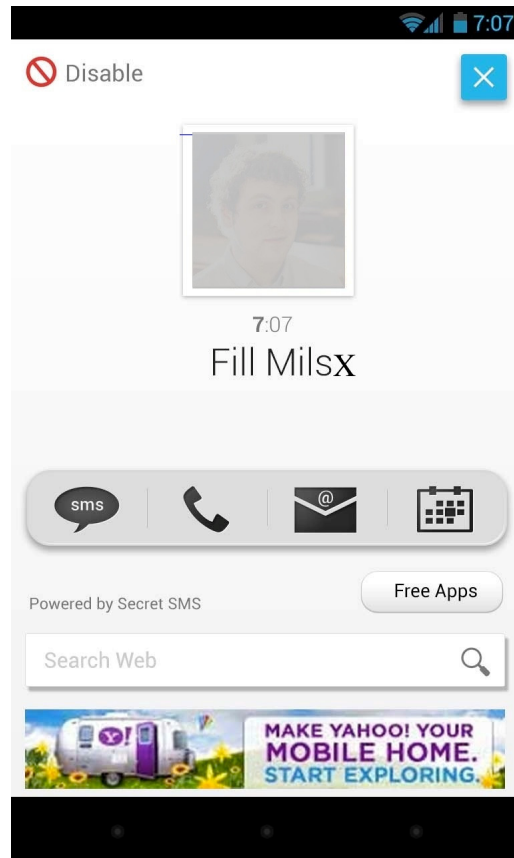 7:07
Disable
7:07
Fill Milsx
sms
@
Powered by Secret SMS
Free Apps
Search Web
Y!
MAKE YAHOO! YOUR
MOBILE HOME.
START EXPLORING.